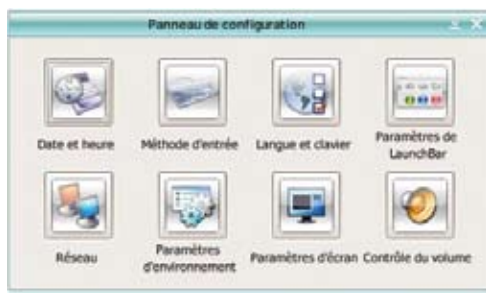 Panneau de configuration
Date et heure
Méthode d'entrée
Langue et clavier
Paramètres de
LaunchBar
Réseau
Paramètres
d'environnement
Paramètres d'écran
Contrôle du volume